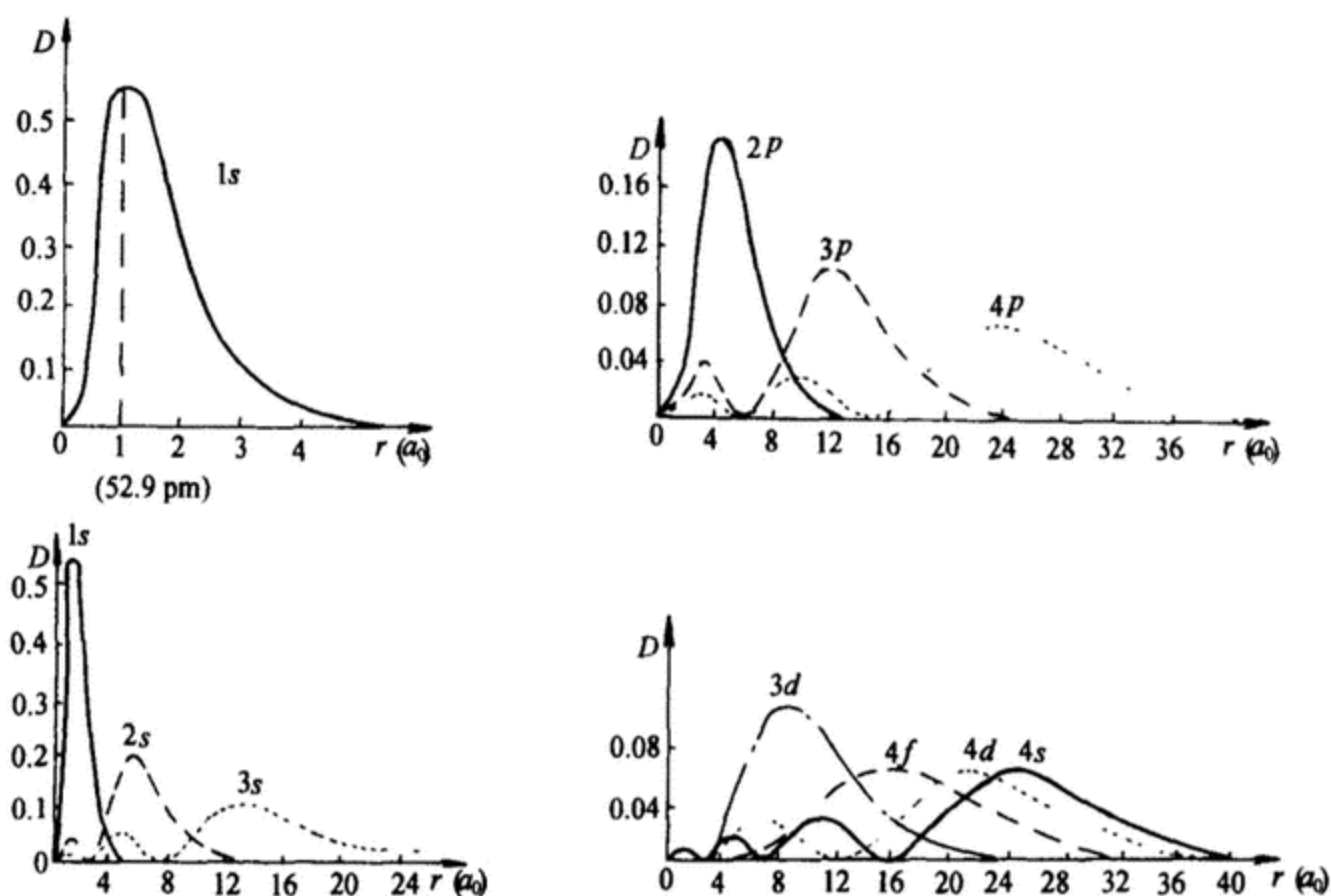 D
0.5
0.4
0.3
0.2
0.1
1s
0 1 2 3 4 r (a₀)
(52.9 pm)
D
0.16
0.12
0.08
0.04
2p
3p
4p
0 4 8 12 16 20 24 28 32 36 r (a₀)
1s
D
0.5
0.4
0.3
0.2
0.1
0
2s
3s
4 8 12 16 20 24 r (a₀)
D
0.08
0.04
3d
4f 4d 4s
0 4 8 12 16 20 24 28 32 36 40 r (a₀)